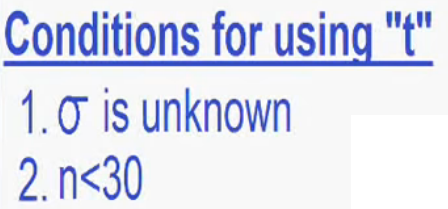 Conditions for using "t"
1. σ is unknown
2. n<30